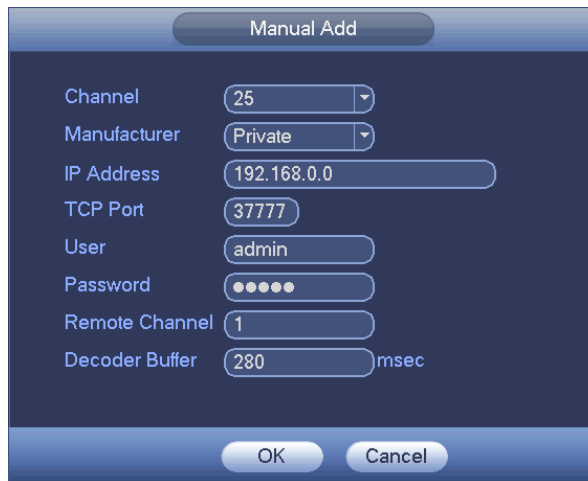 Manual Add
Channel 25
Manufacturer Private
IP Address 192.168.0.0
TCP Port 37777
User admin
Password ●●●●●
Remote Channel 1
Decoder Buffer 280 msec
OK Cancel